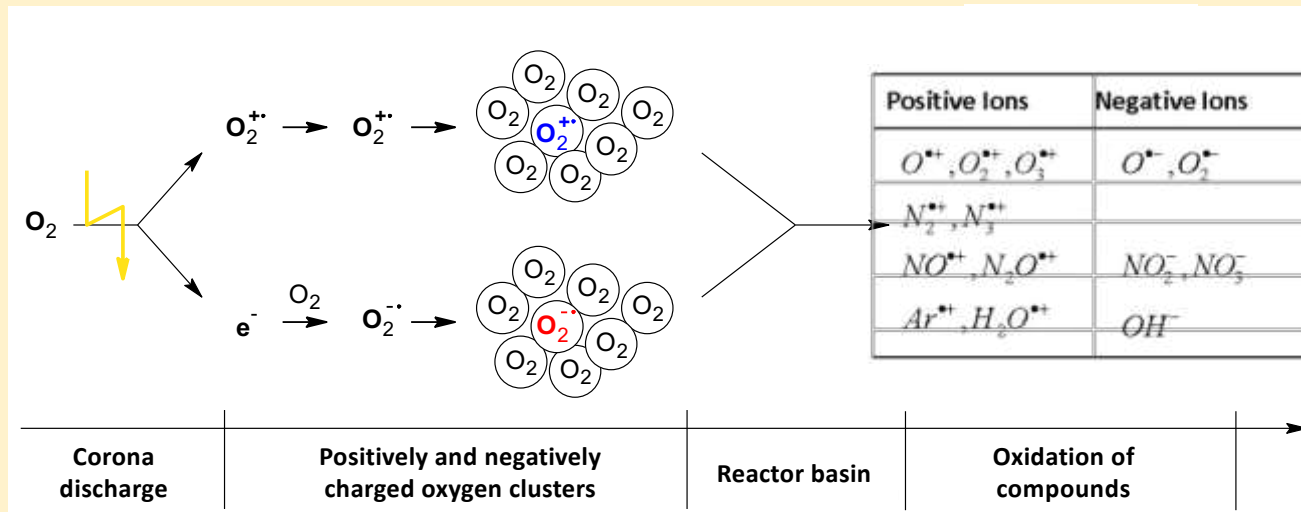 O₂
O₂⁺•
O₂⁺•
O₂
O₂
O₂
O₂
O₂⁺•
O₂
O₂
O₂
e⁻
O₂
O₂⁻•
O₂
O₂
O₂
O₂
O₂⁻•
O₂
O₂
O₂
Positive Ions Negative Ions
O•⁺, O₂•⁺, O₃•⁺ O•⁻, O₂•⁻
N₂•⁺, N₃•⁺
NO•⁺, N₂O•⁺ NO₂⁻, NO₃⁻
Ar•⁺, H₂O•⁺ OH⁻
Corona
discharge
Positively and negatively
charged oxygen clusters
Reactor basin
Oxidation of
compounds